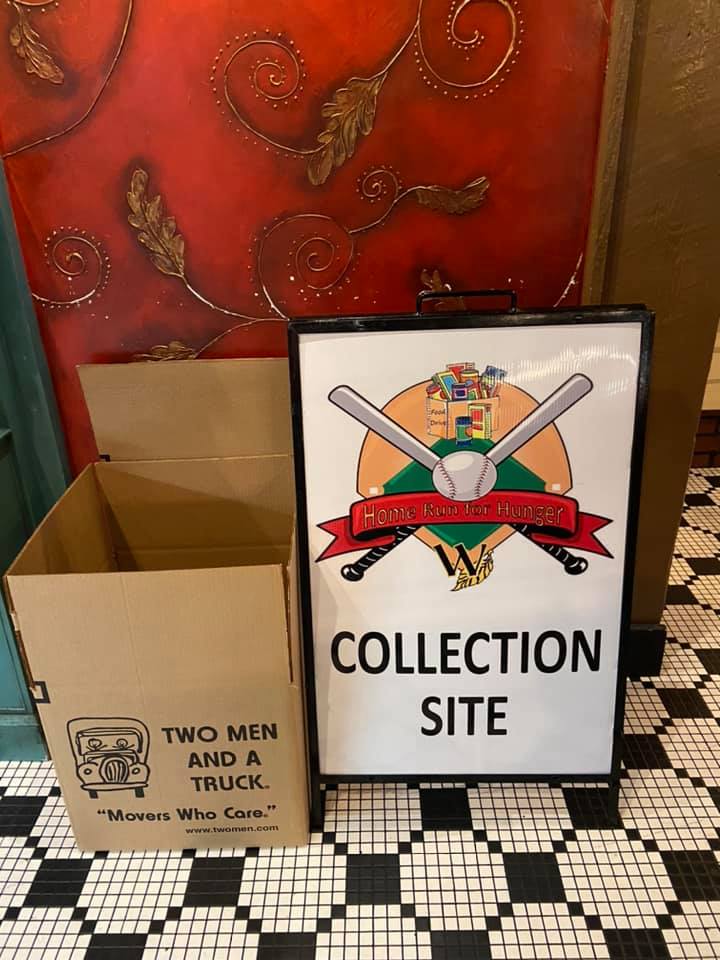 Food
Drive
Home Run for Hunger
W
COLLECTION
SITE
TWO MEN
AND A
TRUCK.
“Movers Who Care.”
www.twomen.com